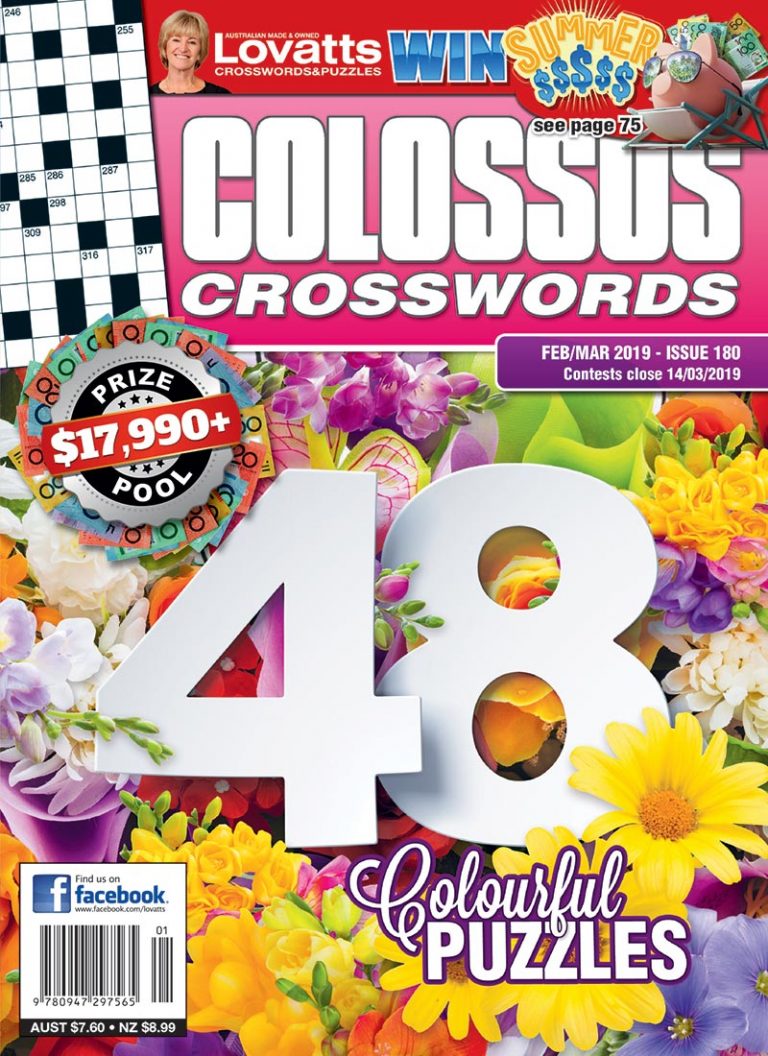 246
255
285 286 287
97 298
309
316 317
AUSTRALIAN MADE & OWNED
Lovatts
CROSSWORDS&PUZZLES
WIN
SUMMER
$$$$$
see page 75
COLOSSUS
CROSSWORDS
FEB/MAR 2019 - ISSUE 180
Contests close 14/03/2019
PRIZE
$17,990+
POOL
48
Colourful
PUZZLES
Find us on
facebook.
www.facebook.com/lovatts
01
9 780947 297565
AUST $7.60 • NZ $8.99